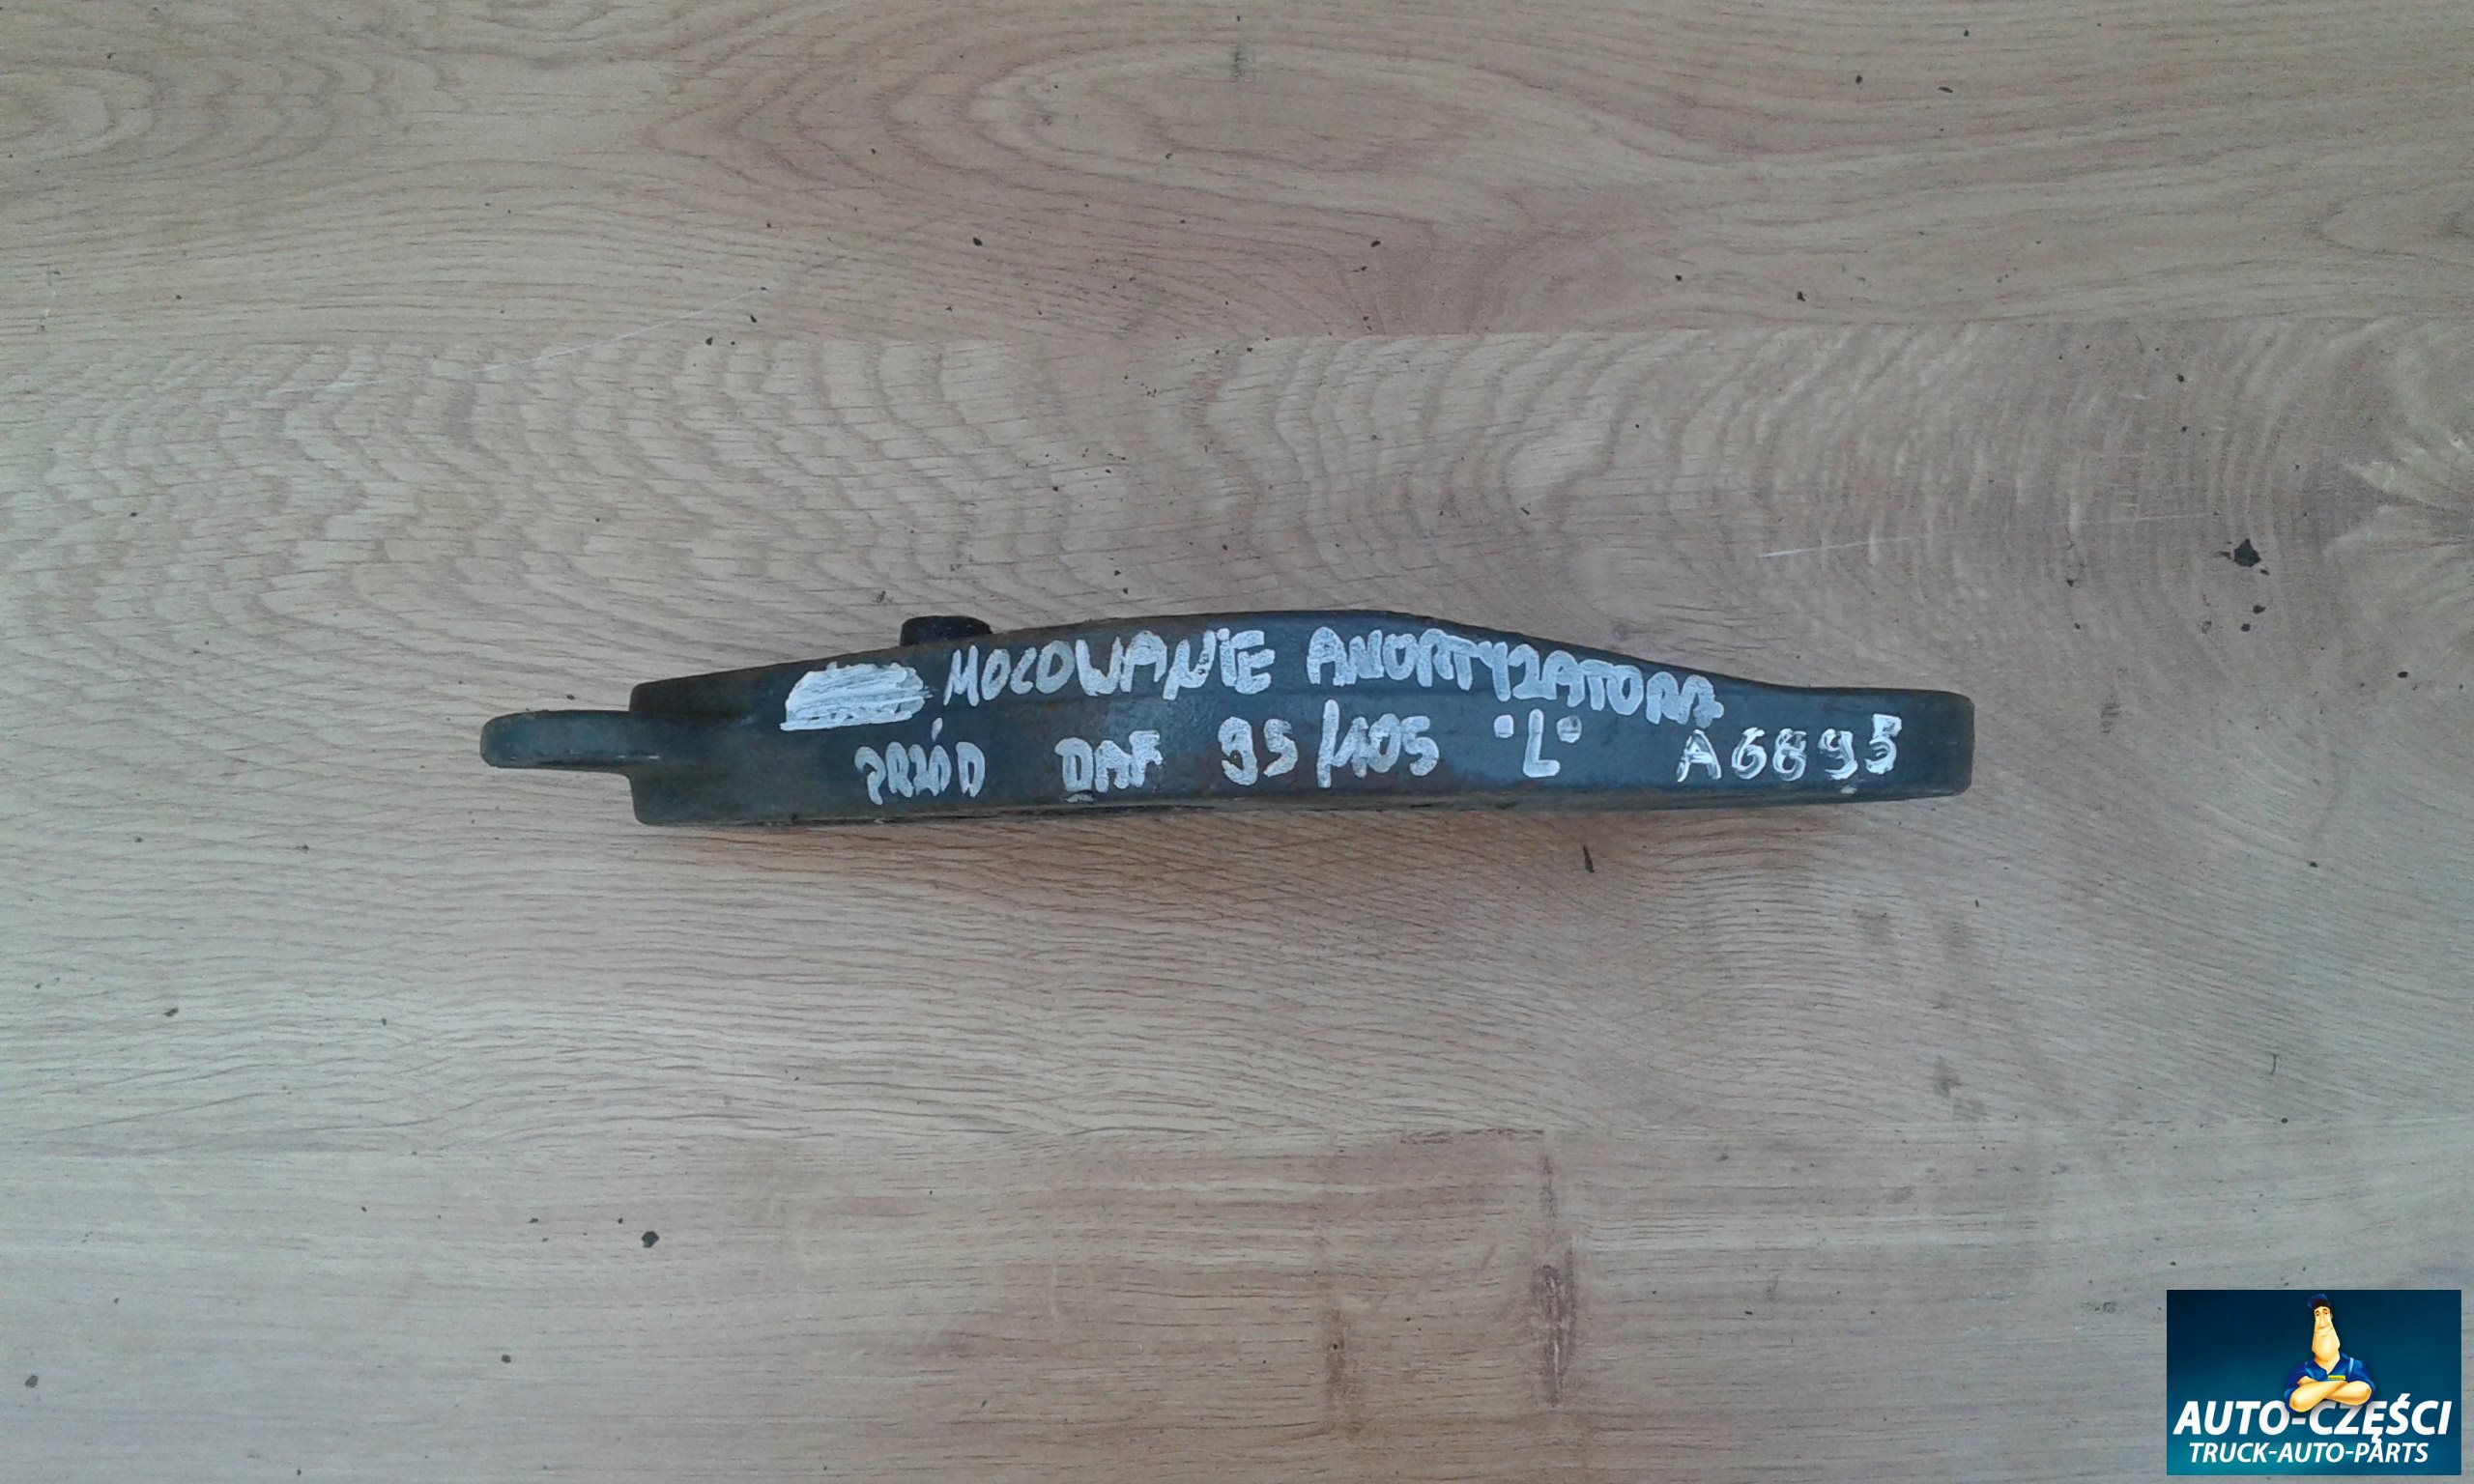 MOCOWANIE AMORTYZATORA
PRZÓD DAF 95/105 "L" A6895
AUTO-CZĘŚCI
TRUCK-AUTO-PARTS